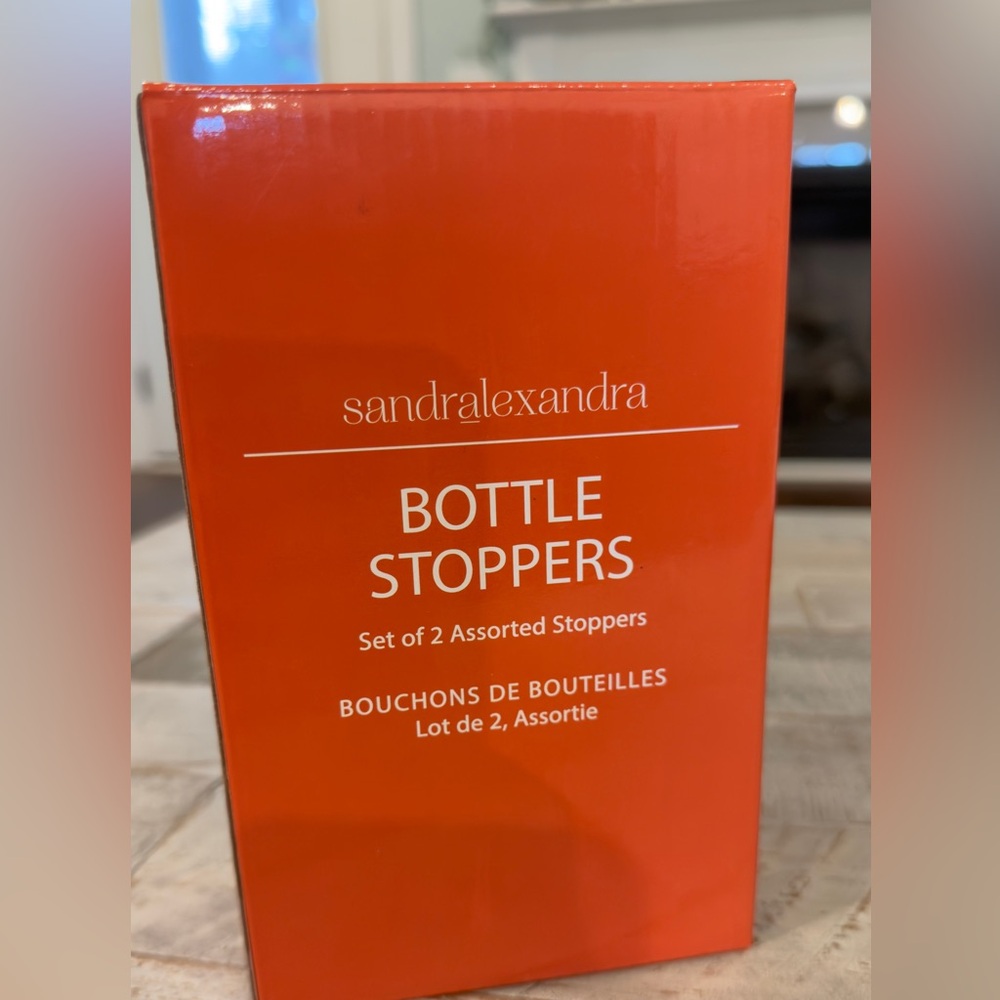 sandralexandra
BOTTLE
STOPPERS
Set of 2 Assorted Stoppers
BOUCHONS DE BOUTEILLES
Lot de 2, Assortie